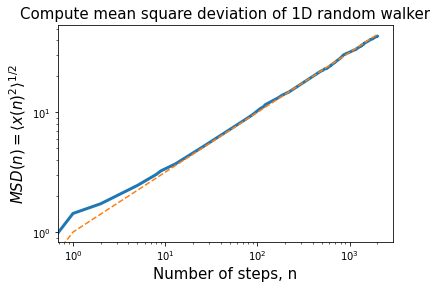 Compute mean square deviation of 1D random walker
MSD(n) = ⟨x(n)²⟩^{1/2}
10¹
10⁰
10⁰ 10¹ 10² 10³
Number of steps, n